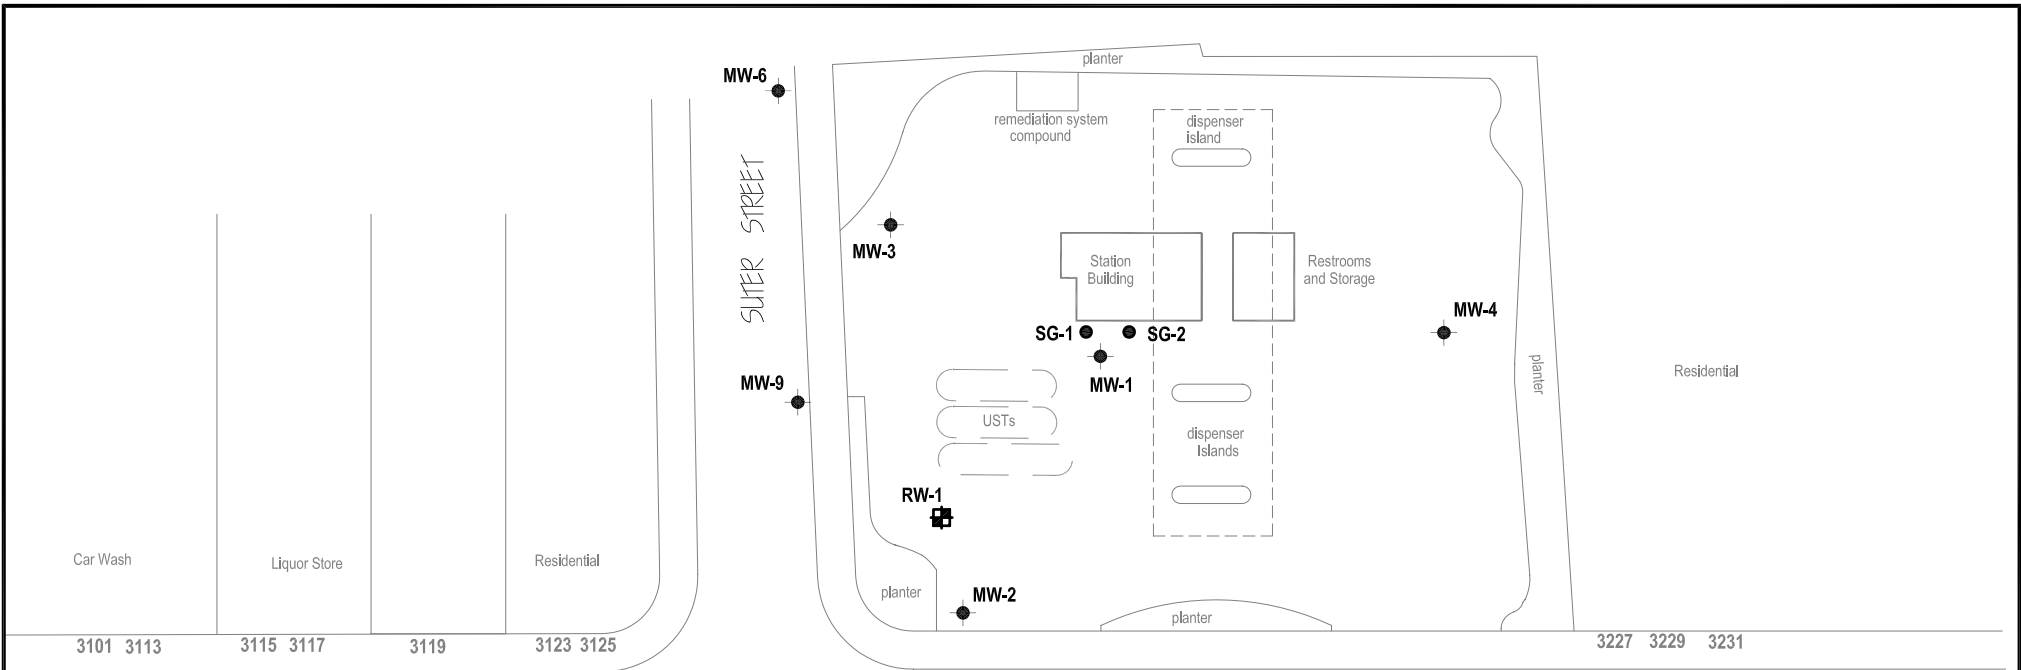 planter
MW-6
remediation system
compound
dispenser
island
SUTER STREET
MW-3
Station
Building
Restrooms
and Storage
MW-4
SG-1
SG-2
MW-1
MW-9
planter
Residential
USTs
dispenser
Islands
RW-1
Car Wash
Liquor Store
Residential
planter
MW-2
planter
3101 3113
3115 3117
3119
3123 3125
3227 3229 3231